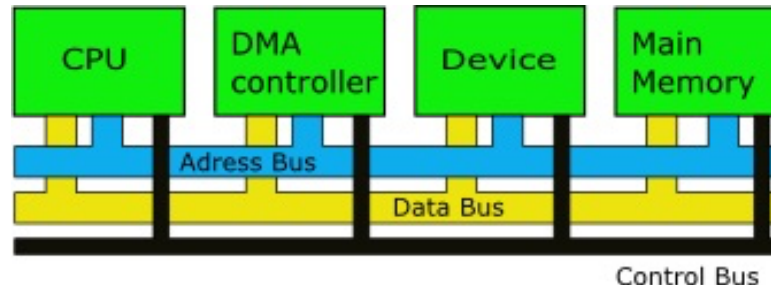 CPU
DMA
controller
Device
Main
Memory
Adress Bus
Data Bus
Control Bus